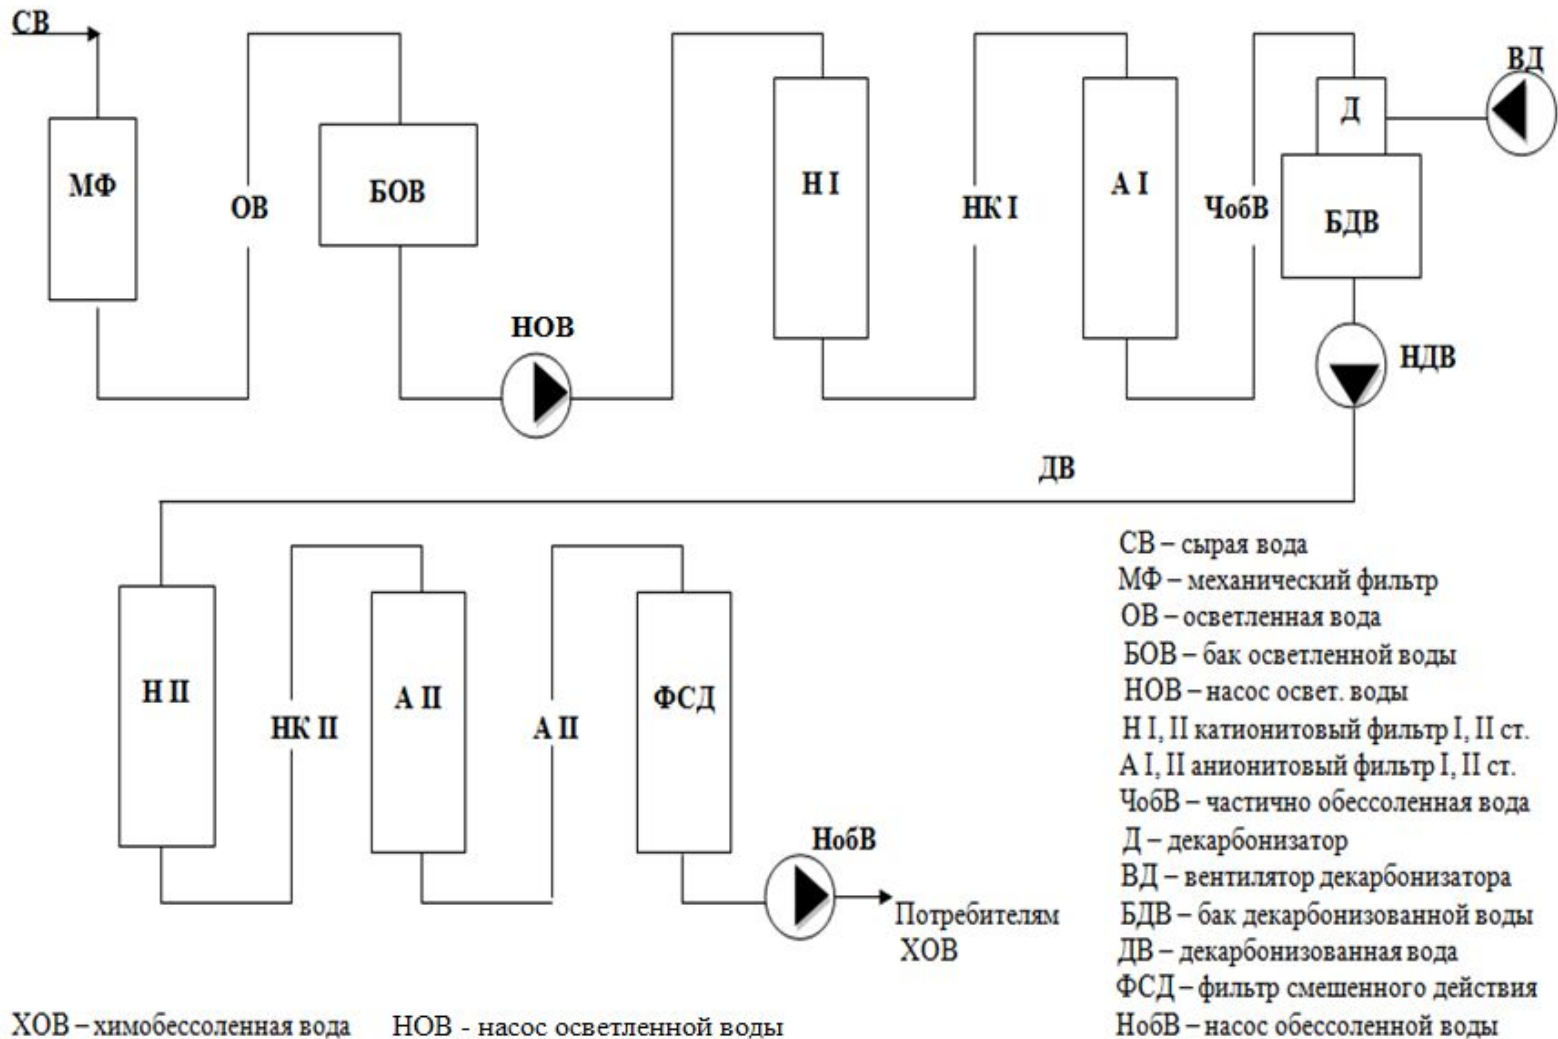 СВ
ВД
Д
МФ
ОВ
БОВ
Н I
НК I
А I
ЧобВ
БДВ
НОВ
НДВ
ДВ
Н II
НК II
А II
А II
ФСД
НобВ
Потребителям
ХОВ
СВ – сырая вода
МФ – механический фильтр
ОВ – осветленная вода
БОВ – бак осветленной воды
НОВ – насос освет. воды
Н I, II катионитовый фильтр I, II ст.
А I, II анионитовый фильтр I, II ст.
ЧобВ – частично обессоленная вода
Д – декарбонизатор
ВД – вентилятор декарбонизатора
БДВ – бак декарбонизованной воды
ДВ – декарбонизованная вода
ФСД – фильтр смешенного действия
НобВ – насос обессоленной воды
ХОВ – химобессоленная вода
НОВ - насос осветленной воды